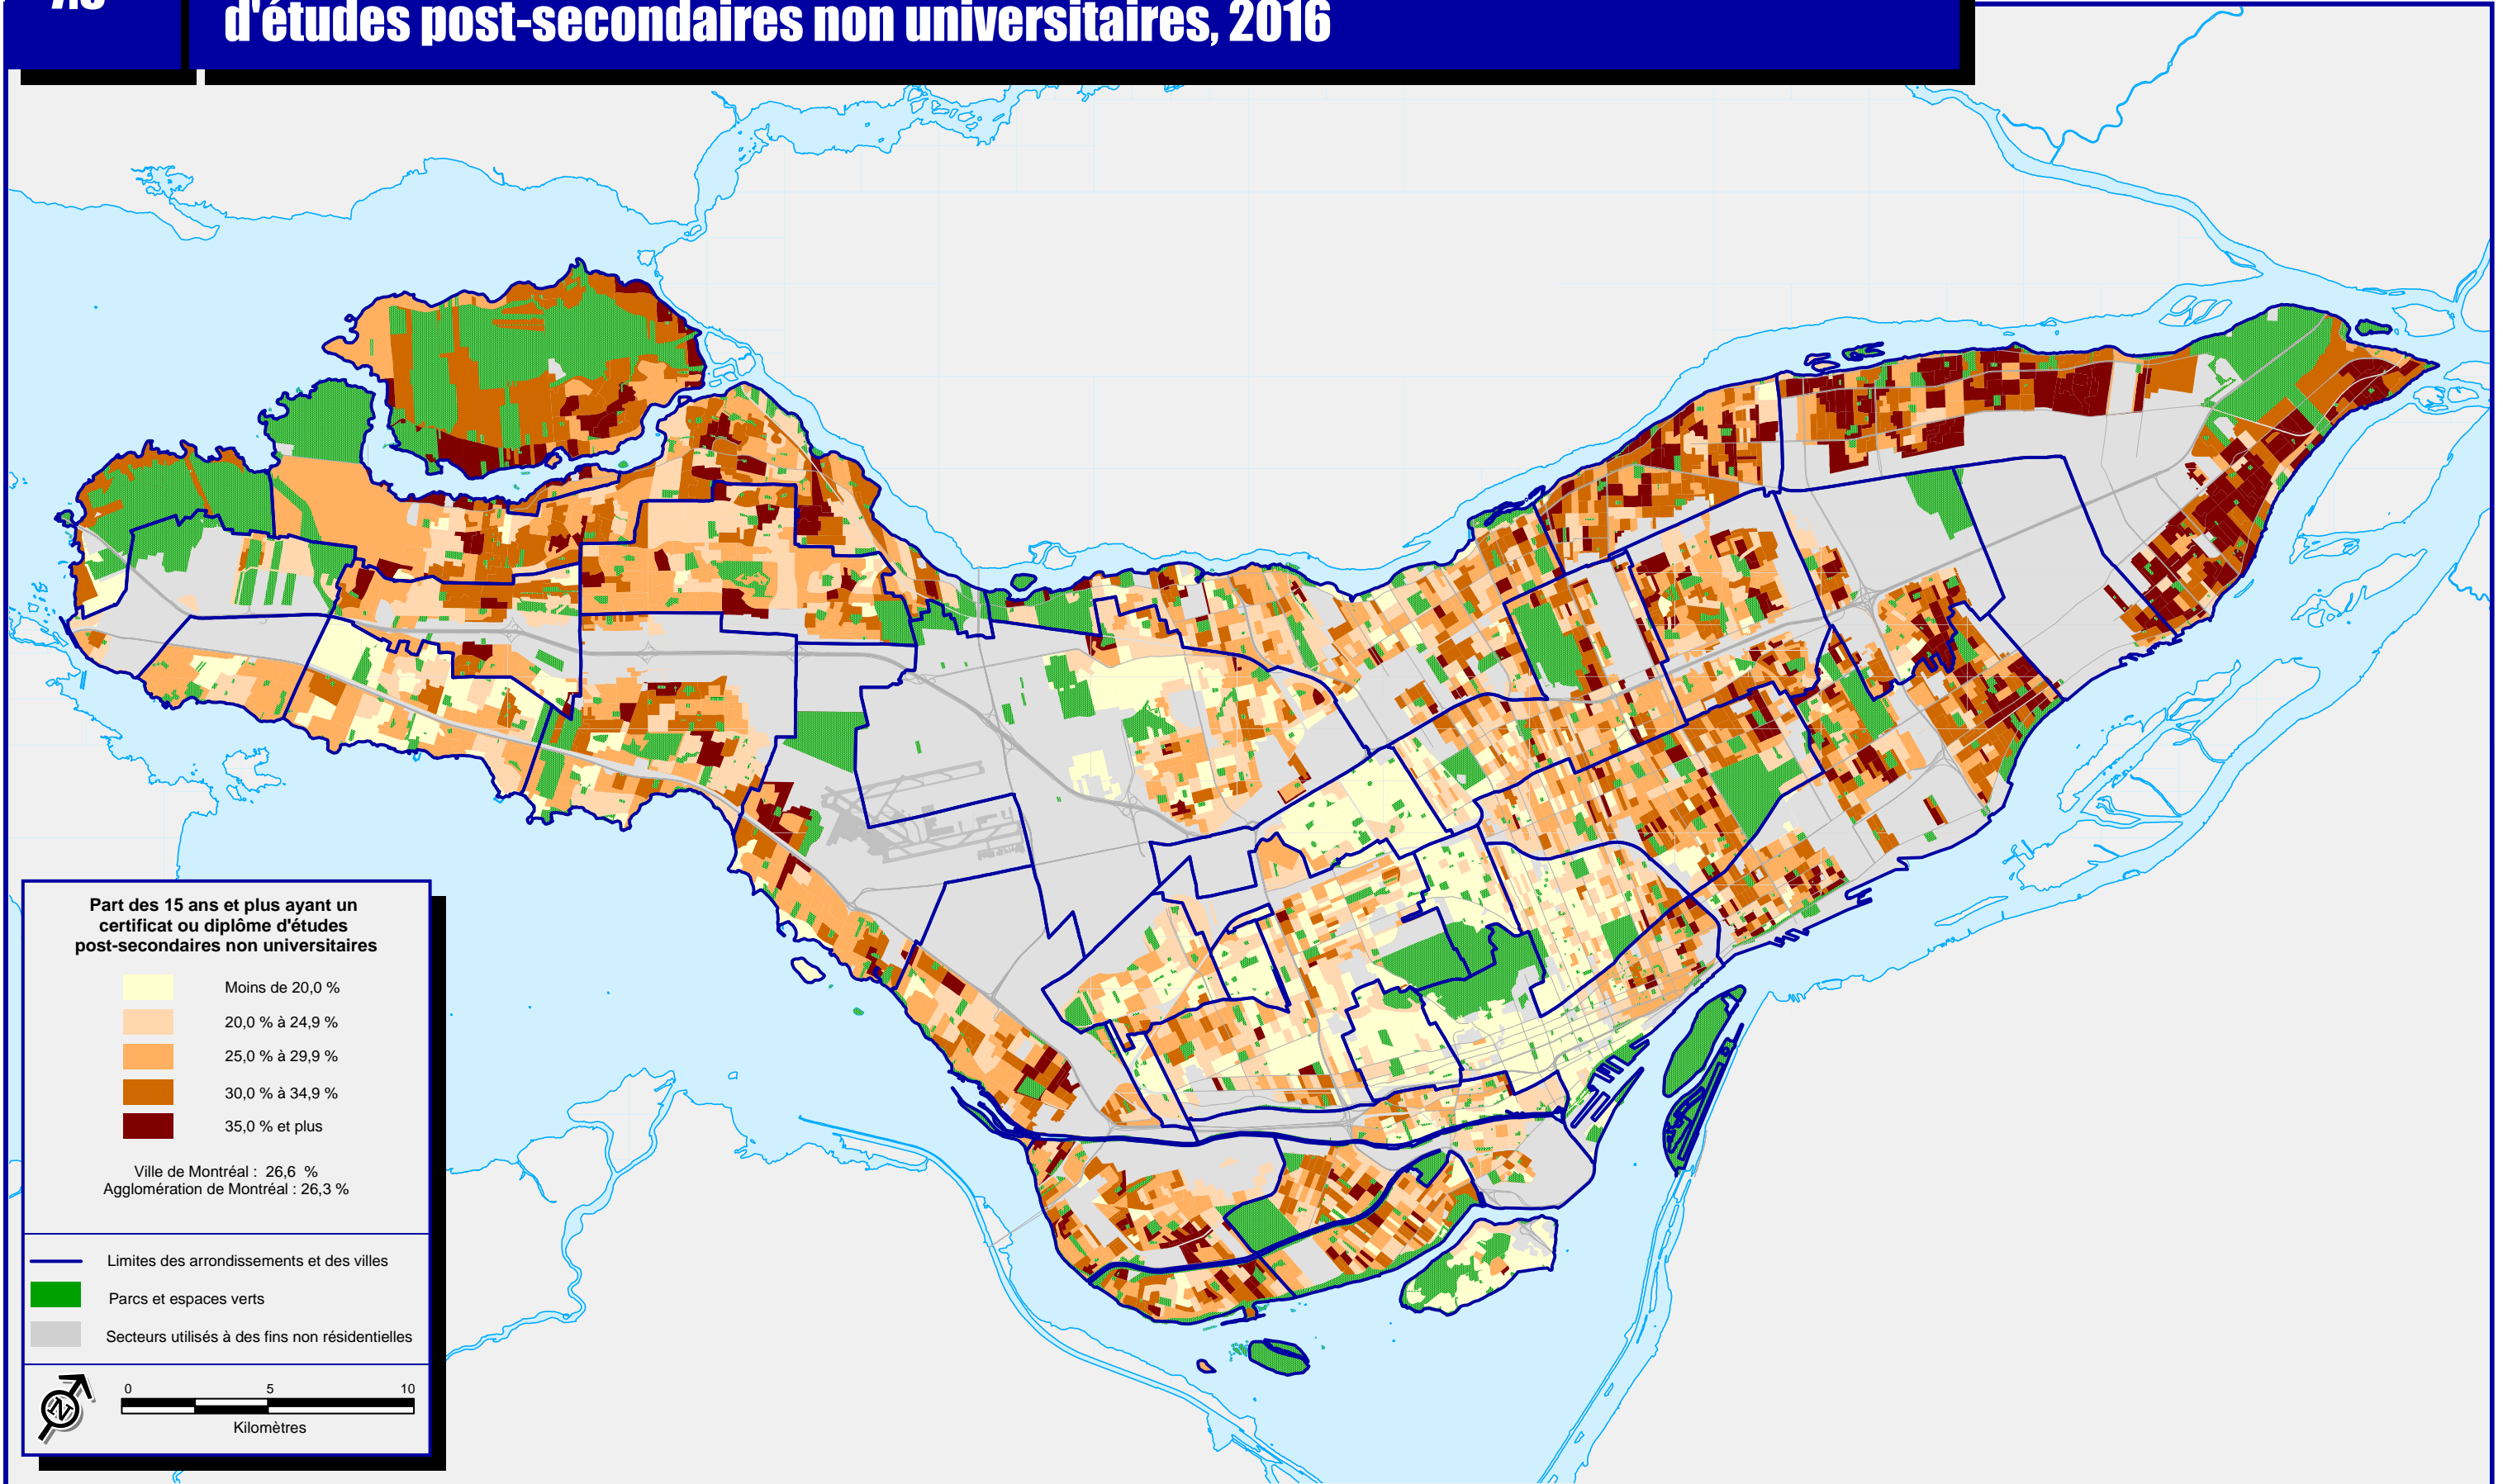 d'études post-secondaires non universitaires, 2016
Part des 15 ans et plus ayant un
certificat ou diplôme d'études
post-secondaires non universitaires
Moins de 20,0 %
20,0 % à 24,9 %
25,0 % à 29,9 %
30,0 % à 34,9 %
35,0 % et plus
Ville de Montréal : 26,6 %
Agglomération de Montréal : 26,3 %
Limites des arrondissements et des villes
Parcs et espaces verts
Secteurs utilisés à des fins non résidentielles
N
0 5 10
Kilomètres